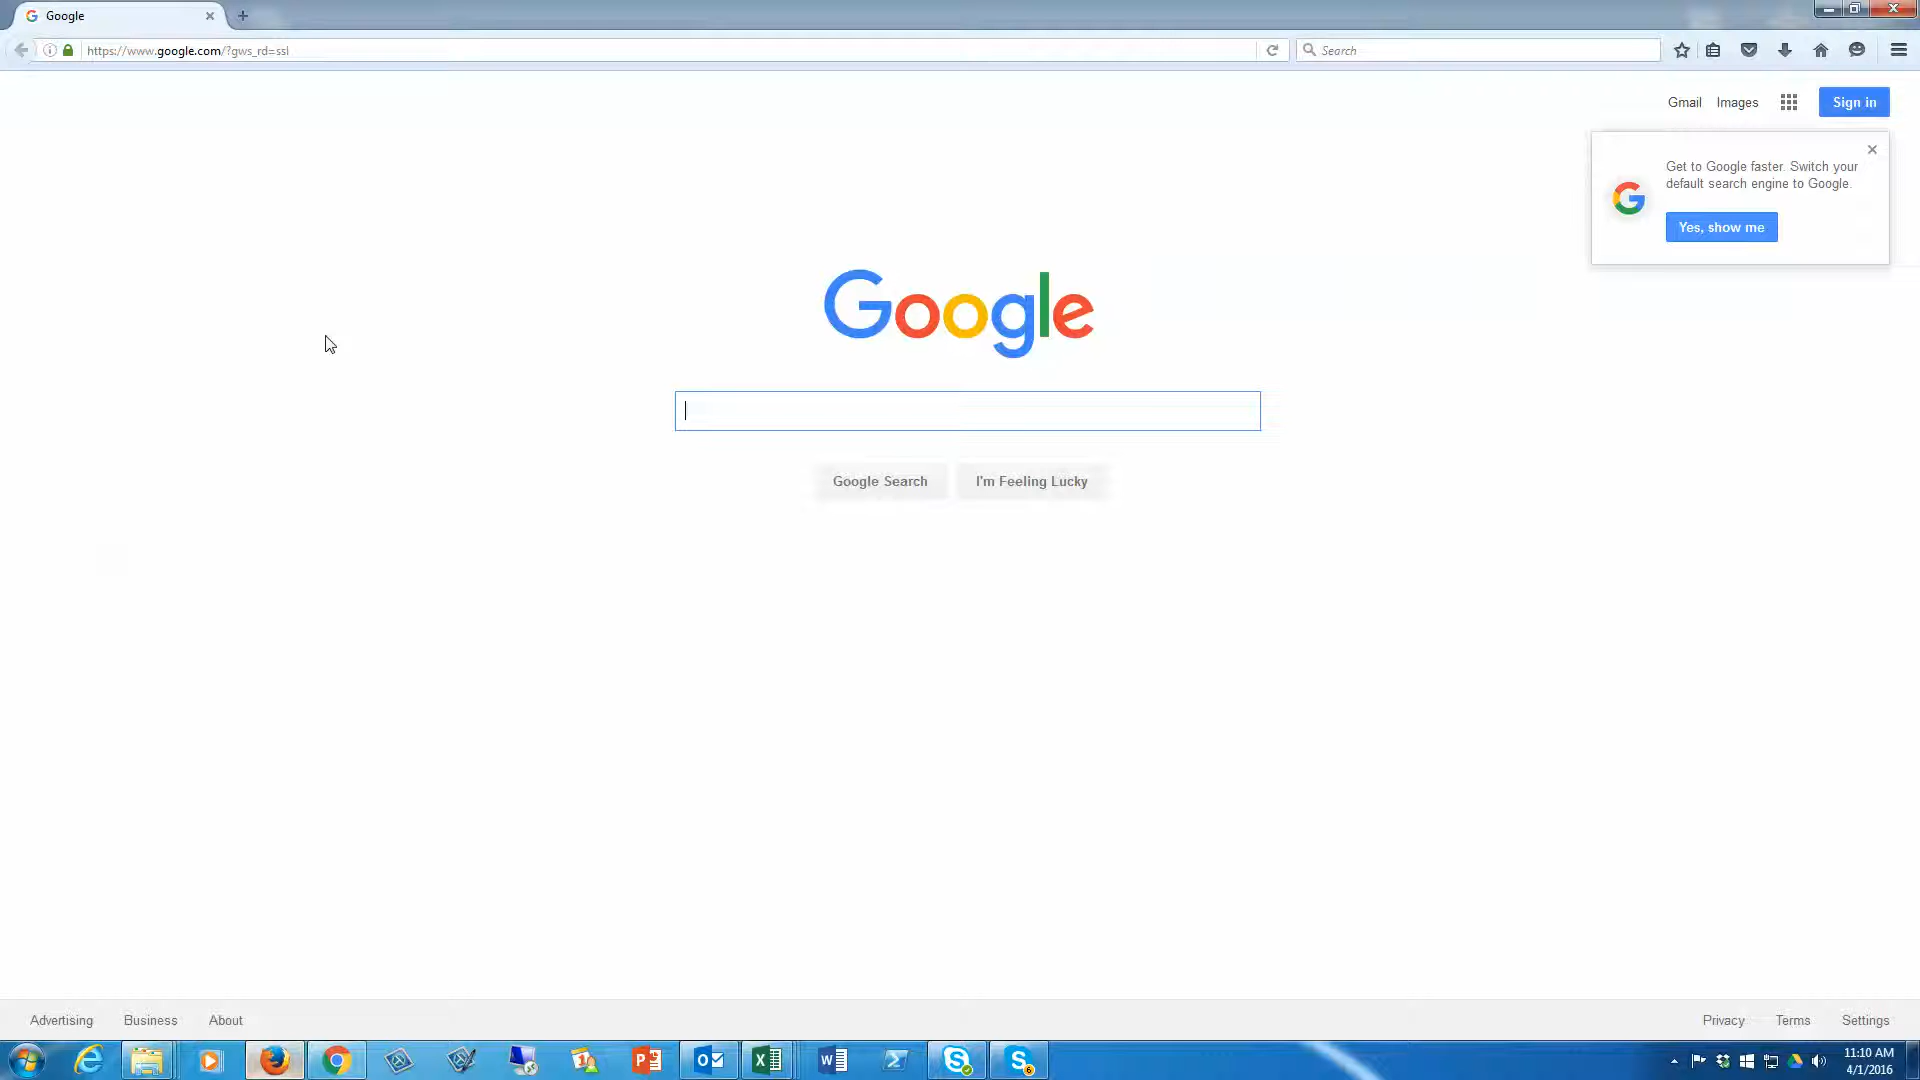 Google
https://www.google.com/?gws_rd=ssl
Search
Gmail
Images
Sign in
Get to Google faster. Switch your
default search engine to Google.
Yes, show me
Google
Google Search
I'm Feeling Lucky
Advertising
Business
About
Privacy
Terms
Settings
11:10 AM
4/1/2016